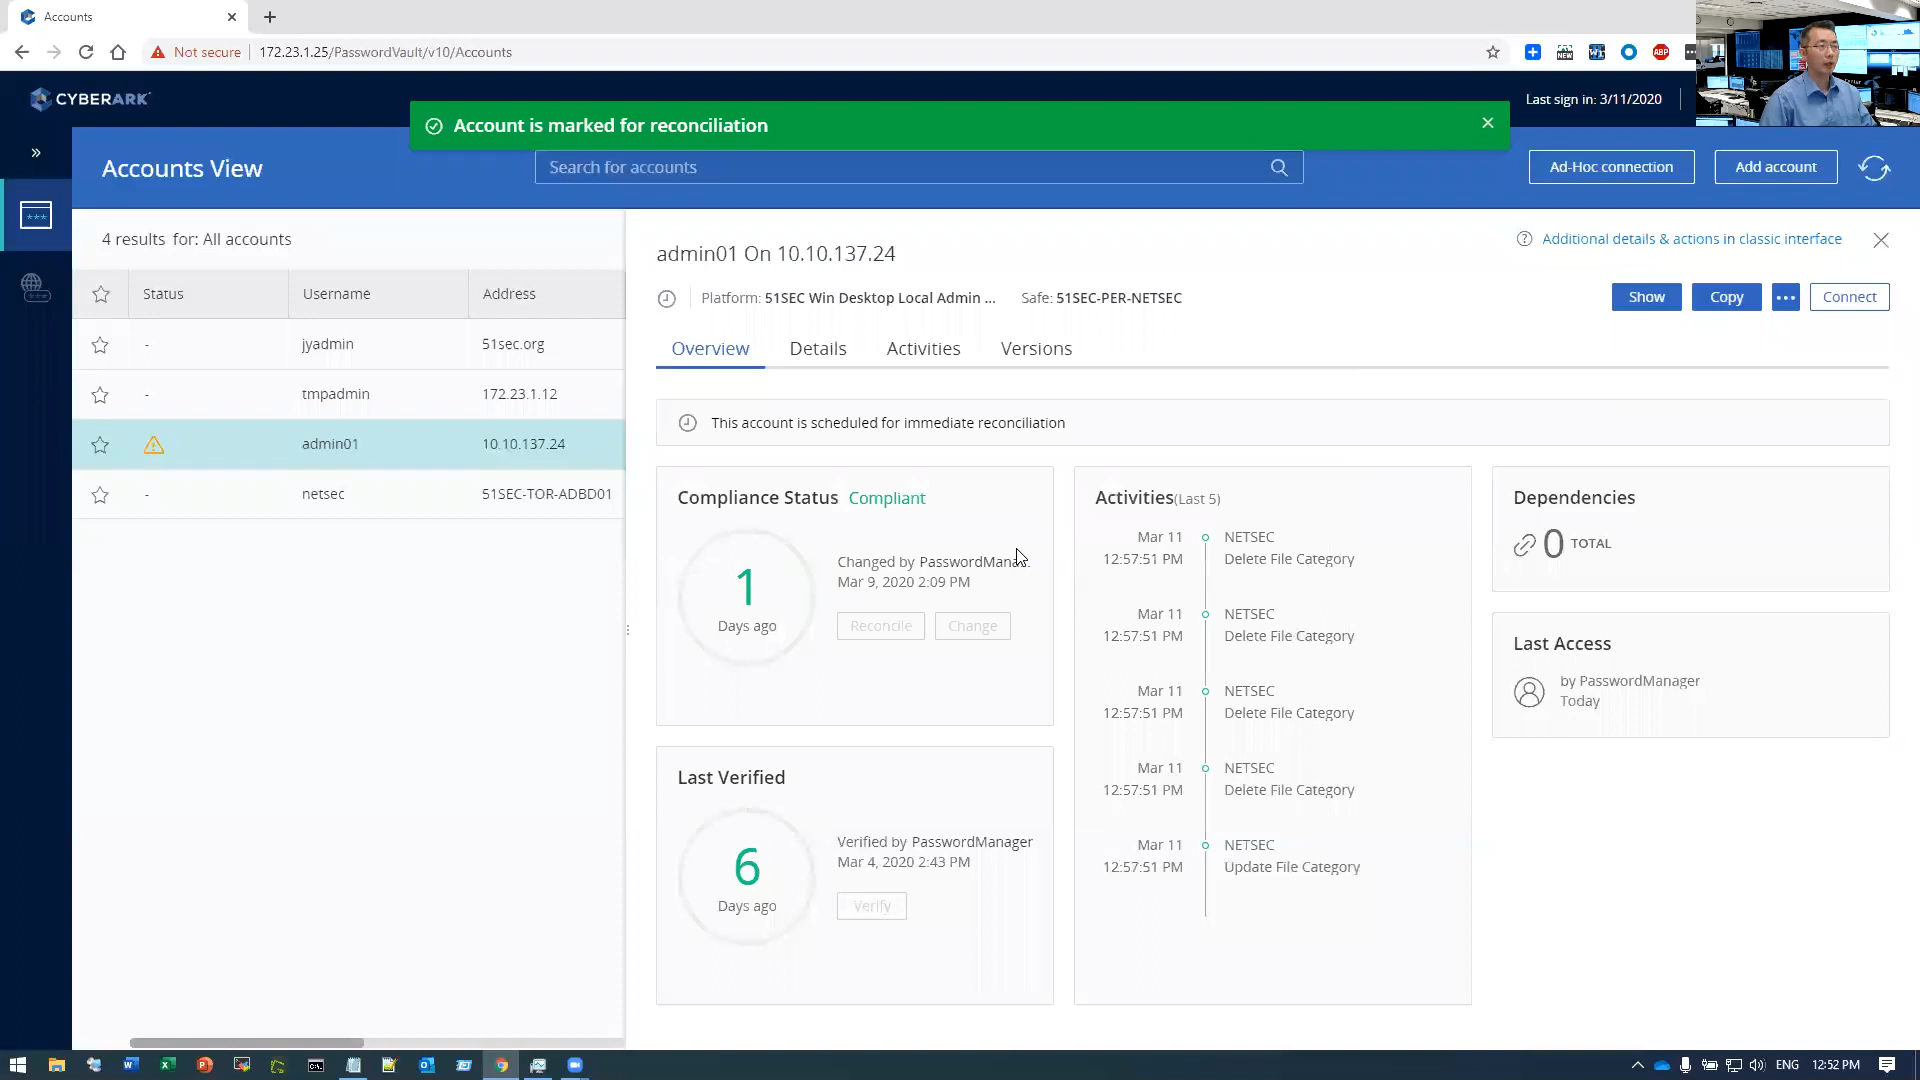 Accounts
Not secure
172.23.1.25/PasswordVault/v10/Accounts
ABP
NEW
CYBERARK
Last sign in: 3/11/2020
Account is marked for reconciliation
Accounts View
Search for accounts
Ad-Hoc connection
Add account
4 results for: All accounts
Status
Username
Address
-
jyadmin
51sec.org
-
tmpadmin
172.23.1.12
admin01
10.10.137.24
-
netsec
51SEC-TOR-ADBD01
admin01 On 10.10.137.24
Additional details & actions in classic interface
Platform: 51SEC Win Desktop Local Admin ...
Safe: 51SEC-PER-NETSEC
Show
Copy
Connect
Overview
Details
Activities
Versions
This account is scheduled for immediate reconciliation
Compliance Status Compliant
1
Days ago
Changed by PasswordMana...
Mar 9, 2020 2:09 PM
Reconcile
Change
Last Verified
6
Days ago
Verified by PasswordManager
Mar 4, 2020 2:43 PM
Verify
Activities(Last 5)
Mar 11
12:57:51 PM
NETSEC
Delete File Category
Mar 11
12:57:51 PM
NETSEC
Delete File Category
Mar 11
12:57:51 PM
NETSEC
Delete File Category
Mar 11
12:57:51 PM
NETSEC
Delete File Category
Mar 11
12:57:51 PM
NETSEC
Update File Category
Dependencies
0 TOTAL
Last Access
by PasswordManager
Today
ENG
12:52 PM